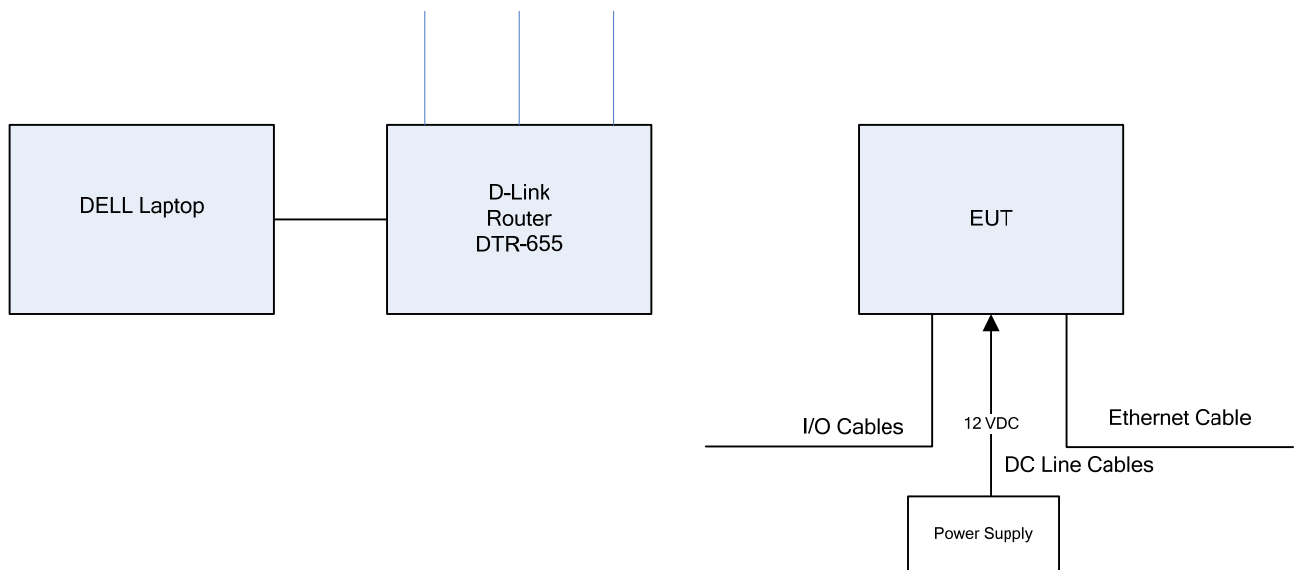 DELL Laptop
D-Link
Router
DTR-655
EUT
I/O Cables
12 VDC
Ethernet Cable
DC Line Cables
Power Supply